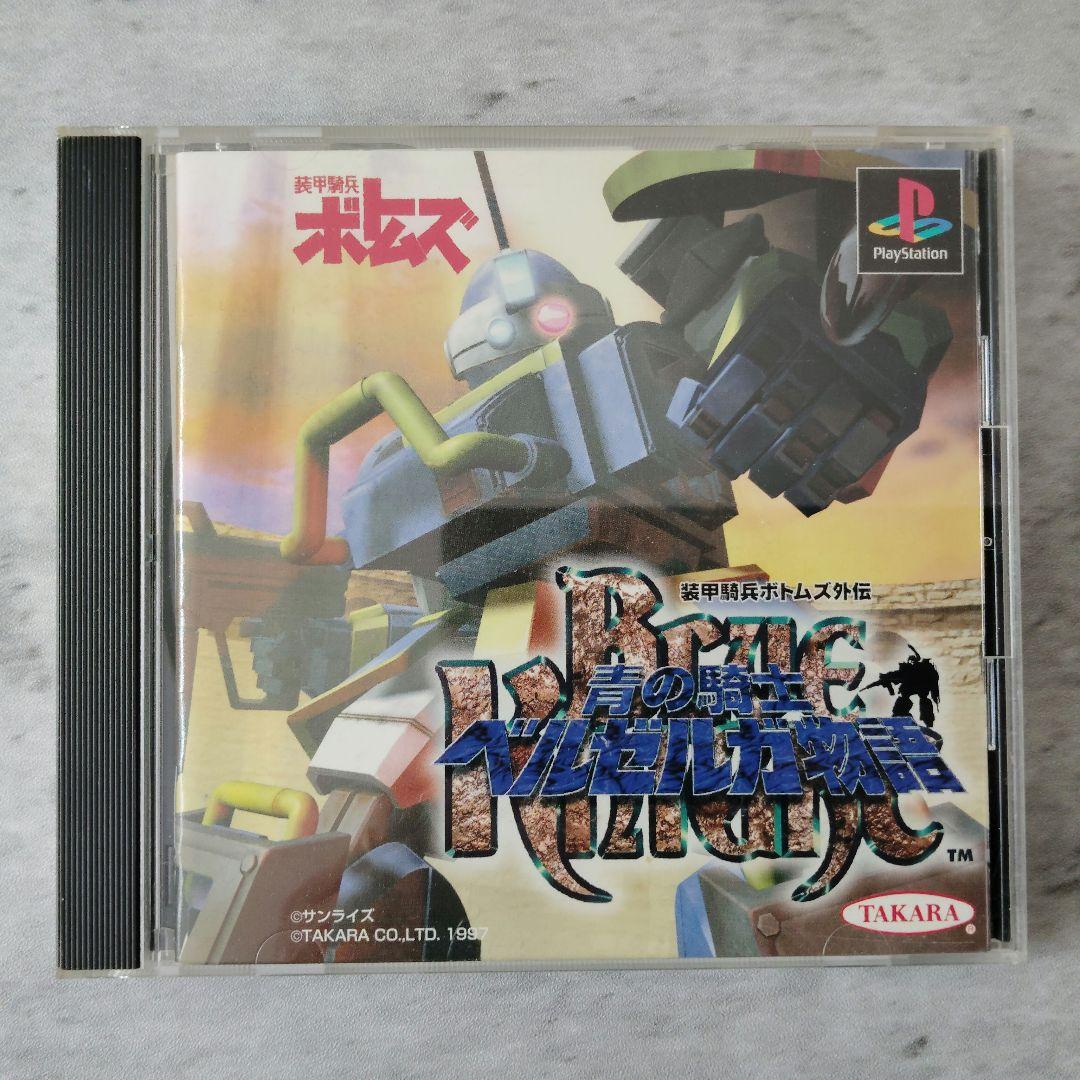 装甲騎兵
ボトムズ
PlayStation
装甲騎兵ボトムズ外伝
青の騎士
ベルゼルガ物語
TM
©サンライズ
©TAKARA CO.,LTD. 1997
TAKARA